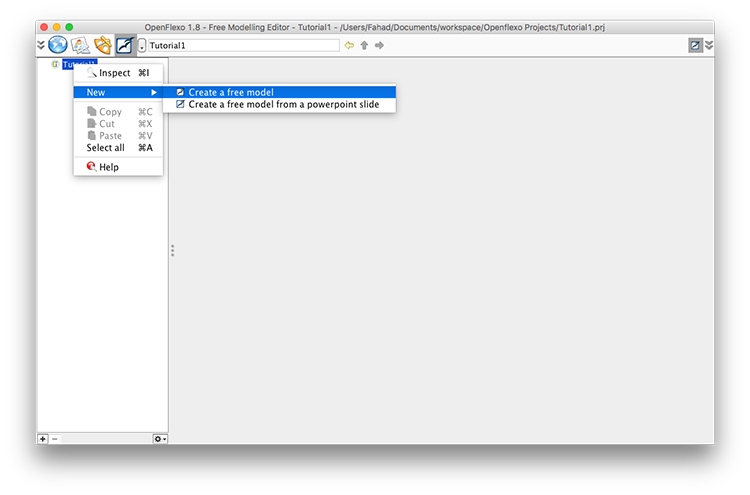 OpenFlexo 1.8 - Free Modelling Editor - Tutorial1 - /Users/Fahad/Documents/workspace/Openflexo Projects/Tutorial1.prj
Tutorial1
Tutorial1
Inspect ⌘I
New
Create a free model
Create a free model from a powerpoint slide
Copy ⌘C
Cut ⌘X
Paste ⌘V
Select all ⌘A
Help